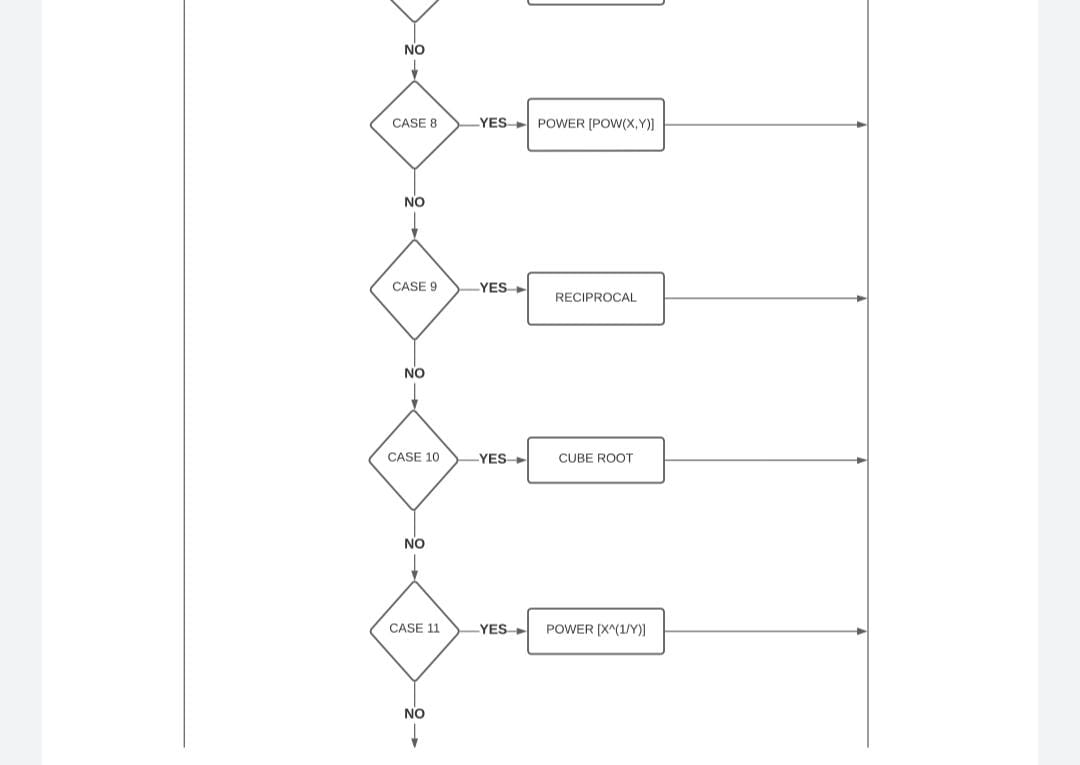 NO
CASE 8
YES
POWER [POW(X,Y)]
NO
CASE 9
YES
RECIPROCAL
NO
CASE 10
YES
CUBE ROOT
NO
CASE 11
YES
POWER [X^(1/Y)]
NO